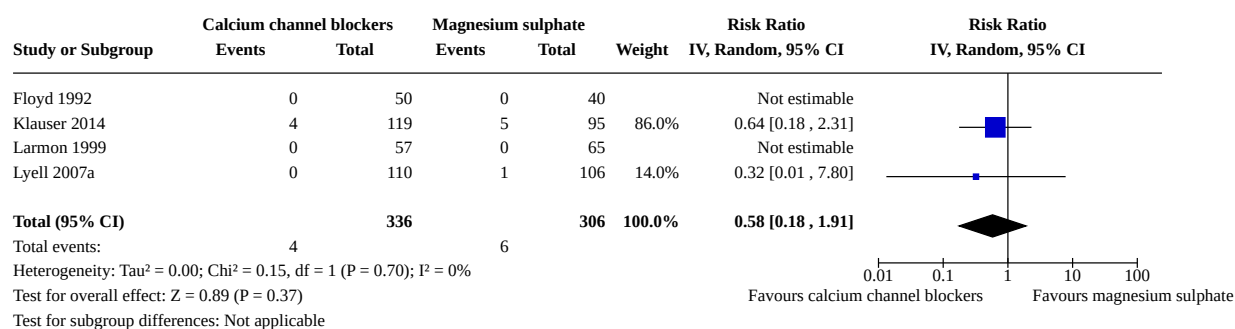 Calcium channel blockers Magnesium sulphate Risk Ratio Risk Ratio
Study or Subgroup Events Total Events Total Weight IV, Random, 95% CI IV, Random, 95% CI
Floyd 1992 0 50 0 40 Not estimable
Klauser 2014 4 119 5 95 86.0% 0.64 [0.18 , 2.31]
Larmon 1999 0 57 0 65 Not estimable
Lyell 2007a 0 110 1 106 14.0% 0.32 [0.01 , 7.80]
Total (95% CI) 336 306 100.0% 0.58 [0.18 , 1.91]
Total events: 4 6
Heterogeneity: Tau² = 0.00; Chi² = 0.15, df = 1 (P = 0.70); I² = 0%
0.01 0.1 1 10 100
Test for overall effect: Z = 0.89 (P = 0.37) Favours calcium channel blockers Favours magnesium sulphate
Test for subgroup differences: Not applicable